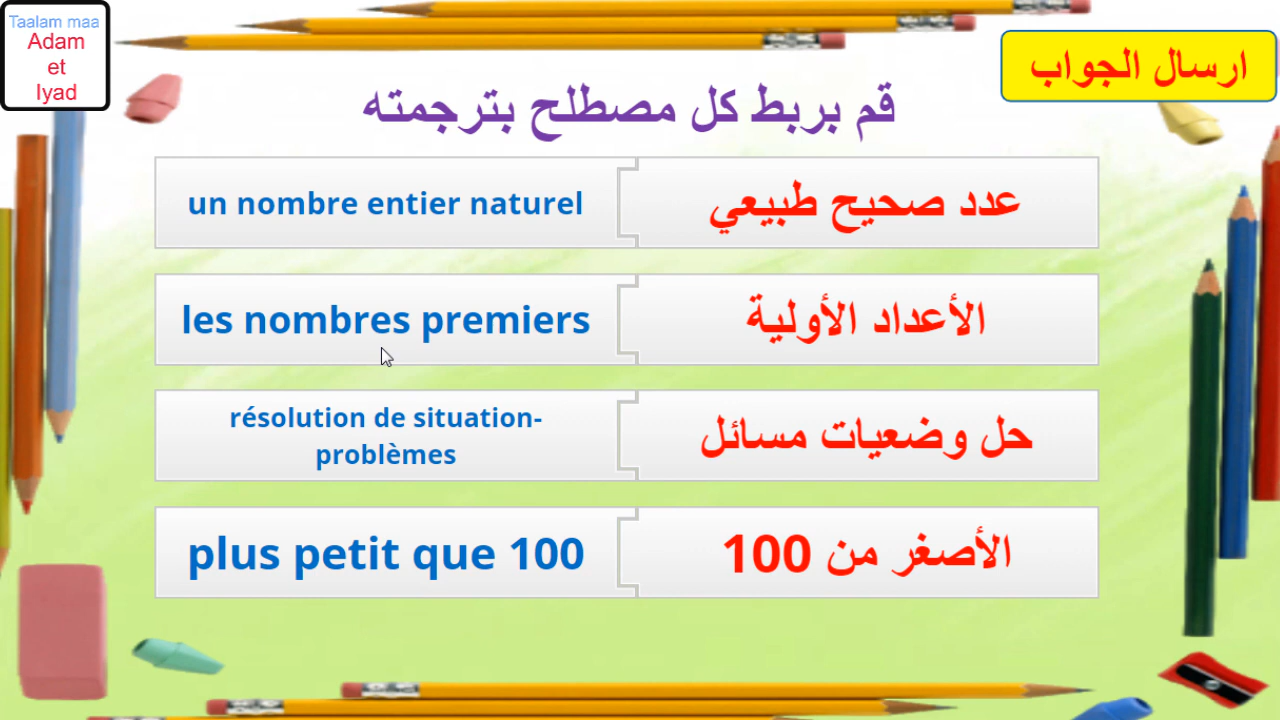 Taalam maa
Adam
et
Iyad
ارسال الجواب
قم بربط كل مصطلح بترجمته
un nombre entier naturel
عدد صحيح طبيعي
les nombres premiers
الأعداد الأولية
résolution de situation-
problèmes
حل وضعيات مسائل
plus petit que 100
الأصغر من 100